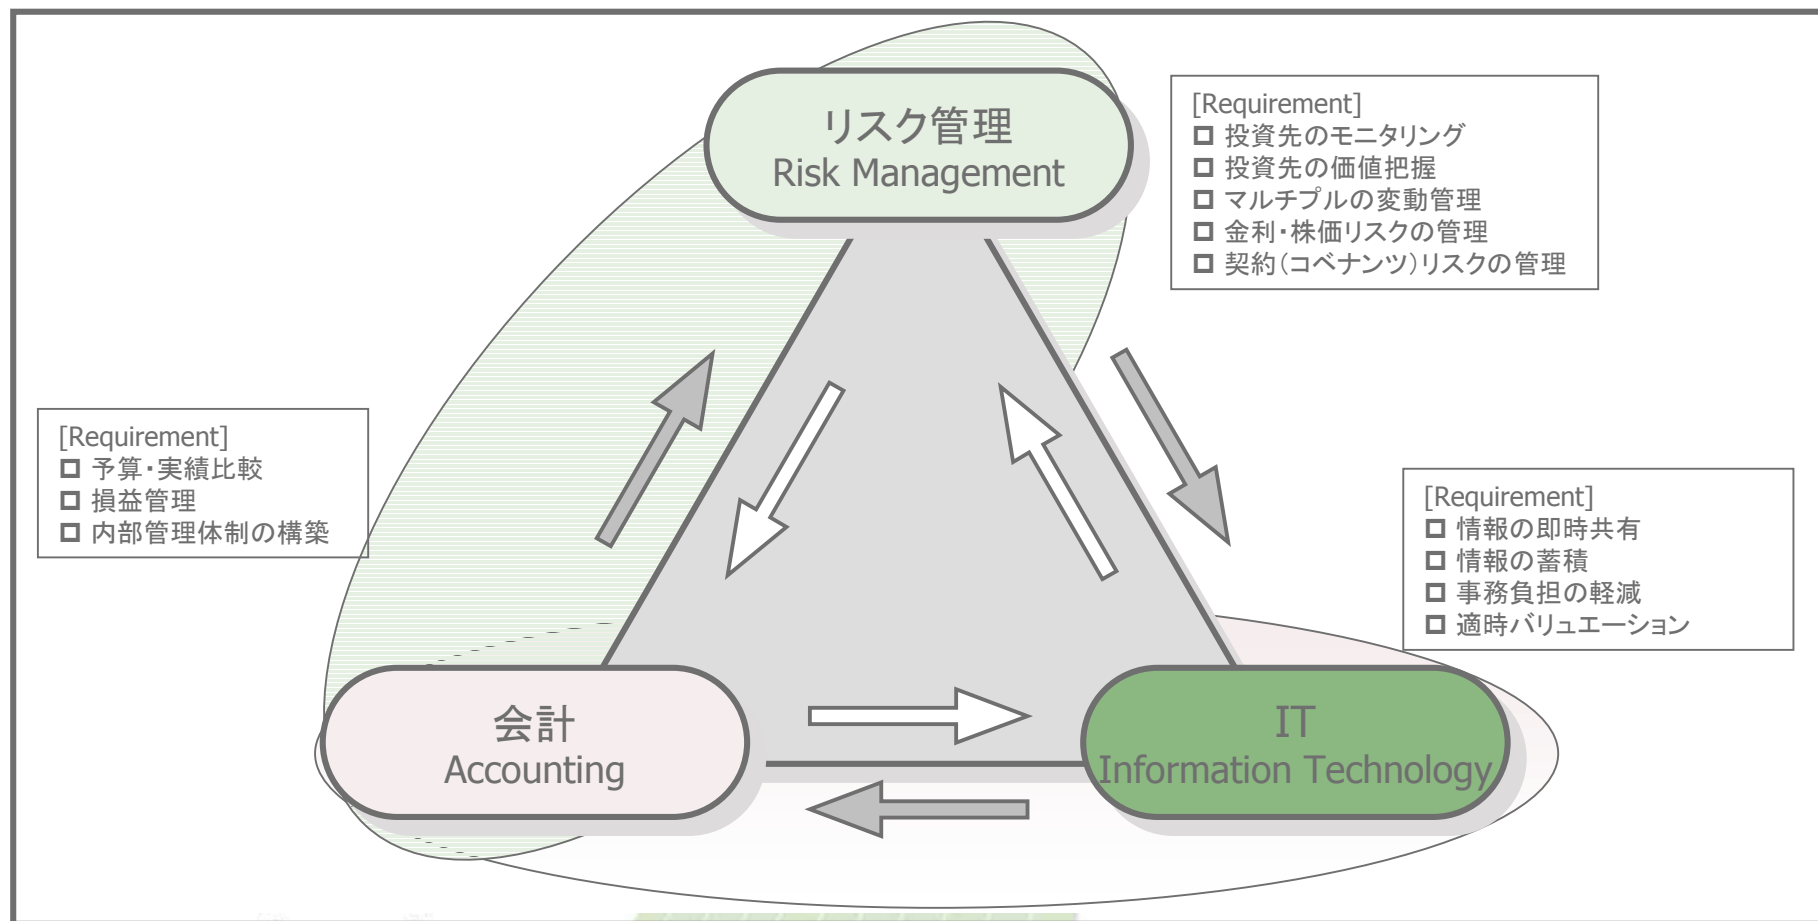 リスク管理
Risk Management
[Requirement]
投資先のモニタリング
投資先の価値把握
マルチプルの変動管理
金利・株価リスクの管理
契約(コベナンツ)リスクの管理
[Requirement]
予算・実績比較
損益管理
内部管理体制の構築
[Requirement]
情報の即時共有
情報の蓄積
事務負担の軽減
適時バリュエーション
会計
Accounting
IT
Information Technology